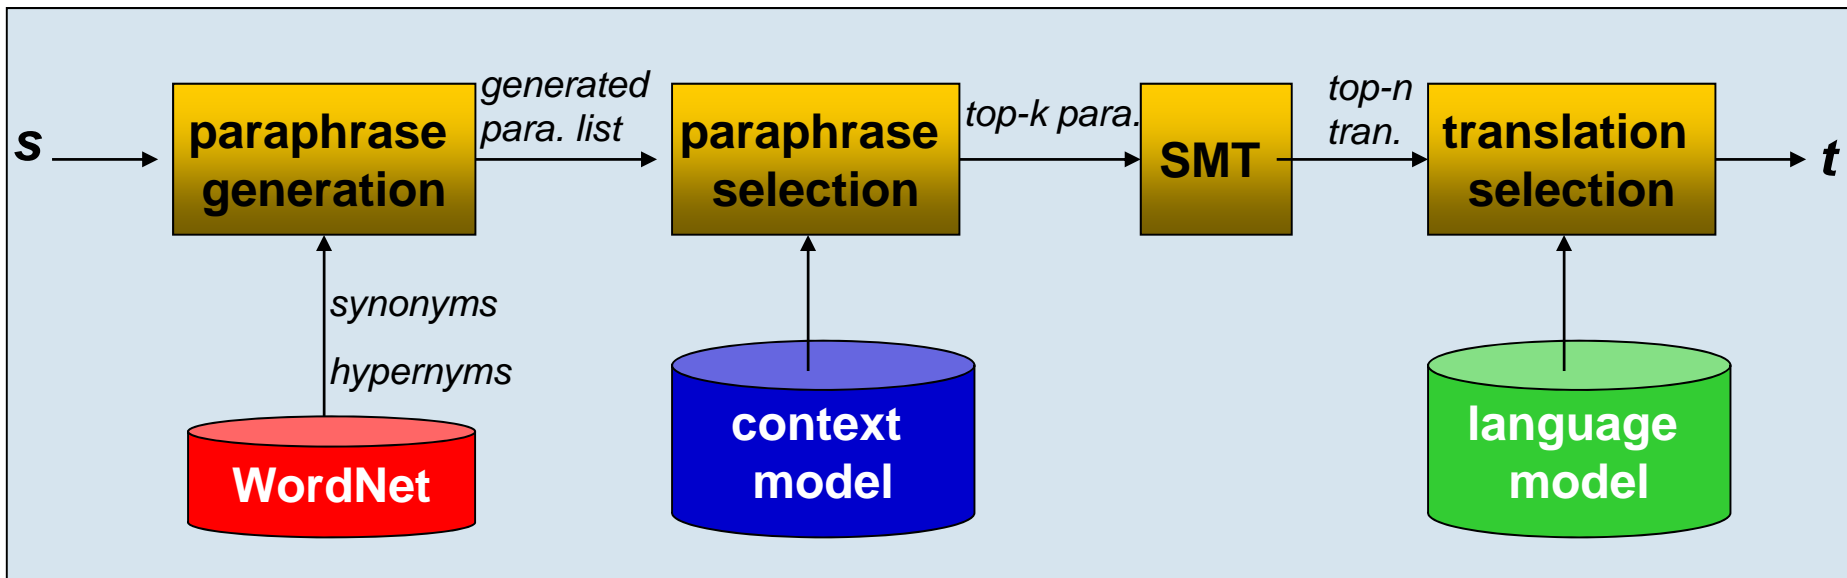 s
paraphrase
generation
generated
para. list
paraphrase
selection
top-k para.
SMT
top-n
tran.
translation
selection
t
synonyms
hypernyms
WordNet
context
model
language
model